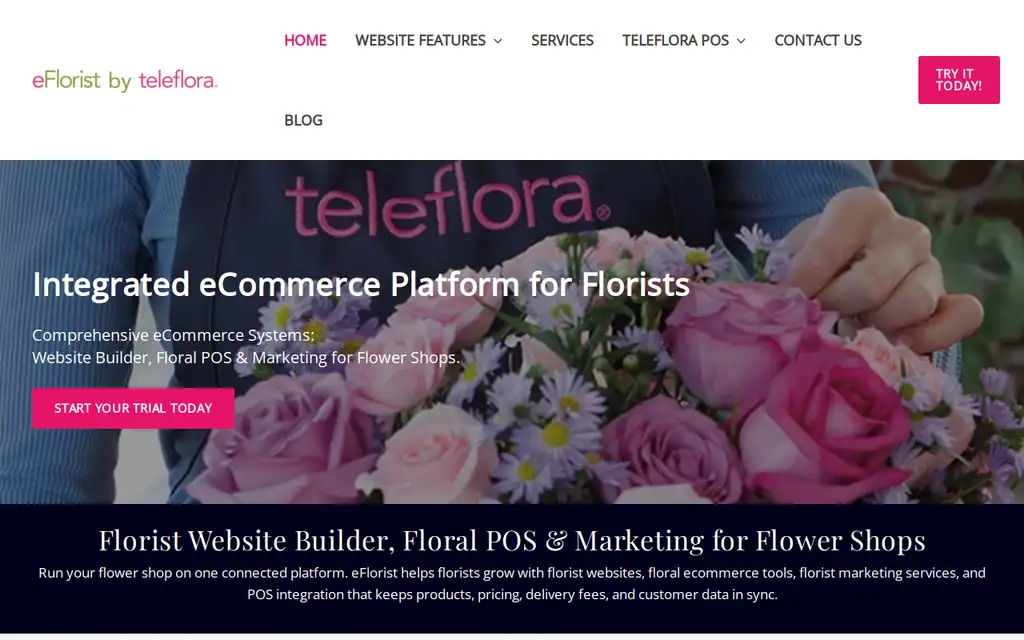 HOME
WEBSITE FEATURES
SERVICES
TELEFLORA POS
CONTACT US
eFlorist by teleflora.
TRY IT
TODAY!
BLOG
teleflora®
Integrated eCommerce Platform for Florists
Comprehensive eCommerce Systems:
Website Builder, Floral POS & Marketing for Flower Shops.
START YOUR TRIAL TODAY
Florist Website Builder, Floral POS & Marketing for Flower Shops
Run your flower shop on one connected platform. eFlorist helps florists grow with florist websites, floral ecommerce tools, florist marketing services, and
POS integration that keeps products, pricing, delivery fees, and customer data in sync.